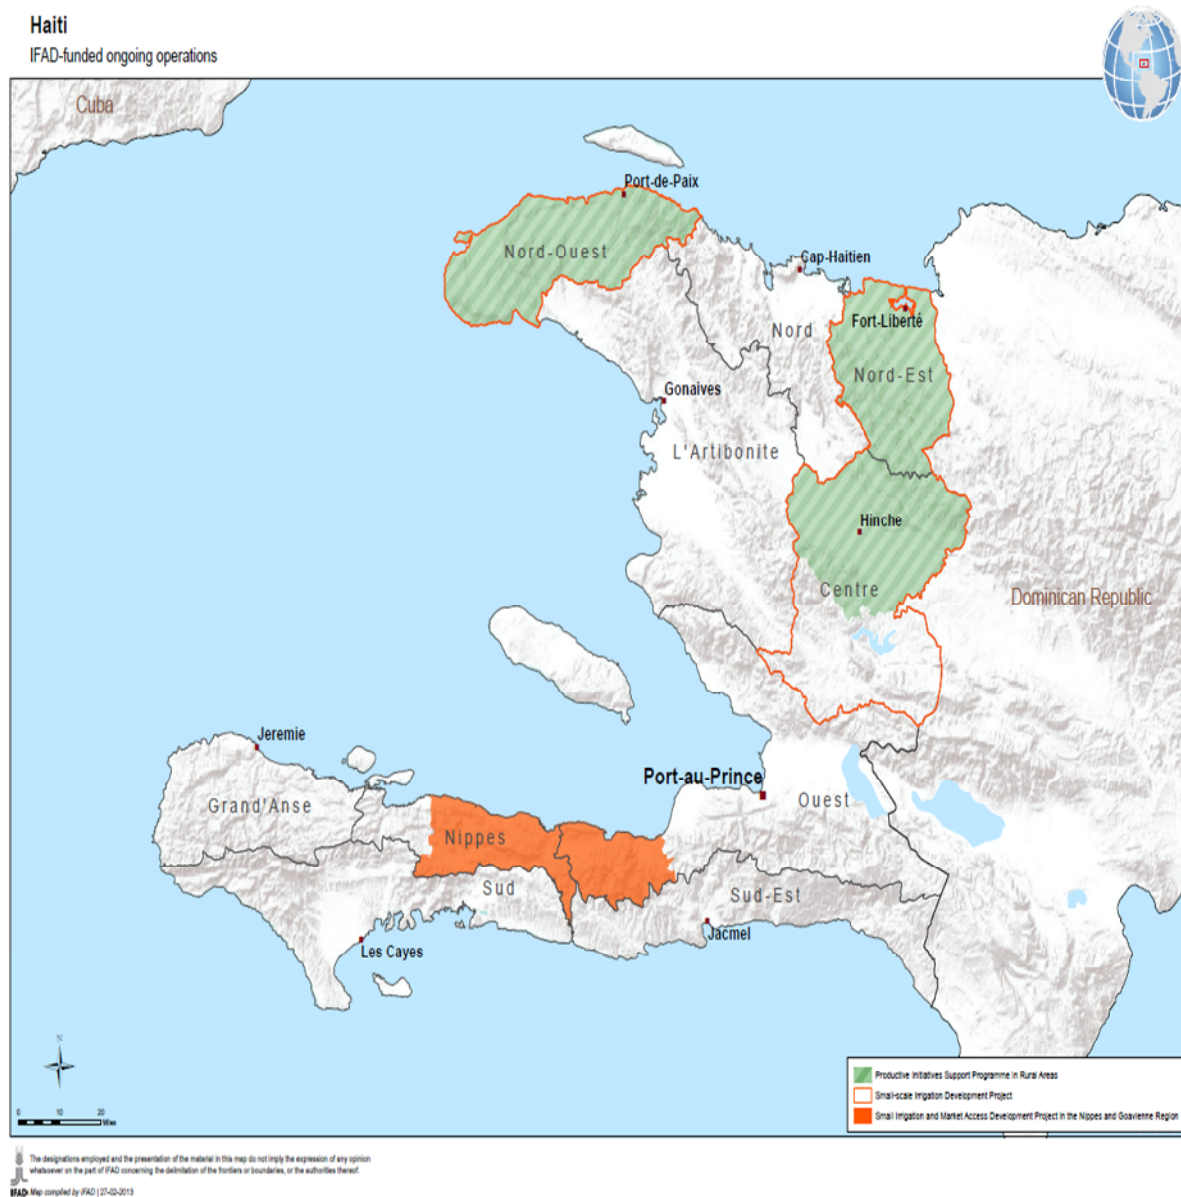 Haiti
IFAD-funded ongoing operations
Cuba
Port-de-Paix
Nord-Ouest
Cap-Haitien
Nord
Fort-Liberté
Nord-Est
Gonaives
L'Artibonite
Hinche
Centre
Dominican Republic
Jeremie
Port-au-Prince
Grand'Anse
Ouest
Nippes
Sud
Sud-Est
Jacmel
Les Cayes
N
Productive Initiatives Support Programme in Rural Areas
Small-scale Irrigation Development Project
Small Irrigation and Market Access Development Project in the Nippes and Goavienne Region
0 10 20
Miles
The designations employed and the presentation of the material in this map do not imply the expression of any opinion
whatsoever on the part of IFAD concerning the delimitation of the frontiers or boundaries, or the authorities thereof.
IFAD Map compiled by IFAD | 27-02-2013